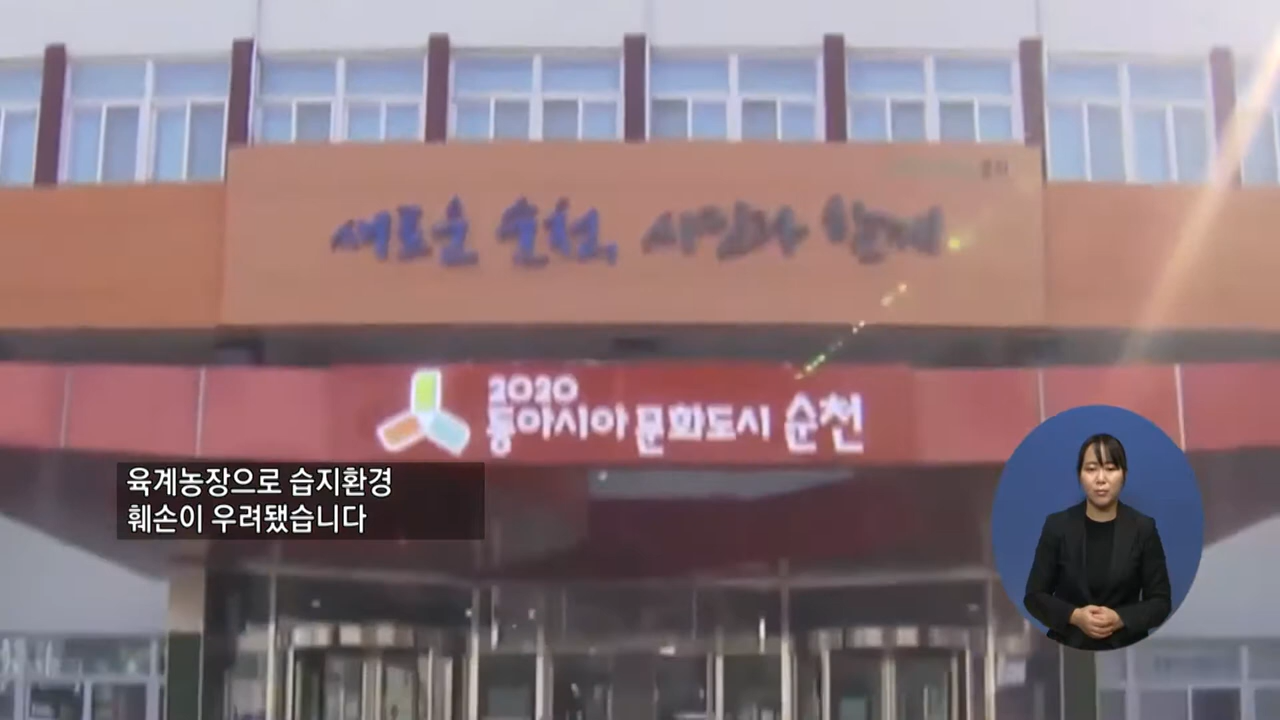 새로운 순천, 시민과 함께
2020
동아시아 문화도시 순천
육계농장으로 습지환경
훼손이 우려됐습니다